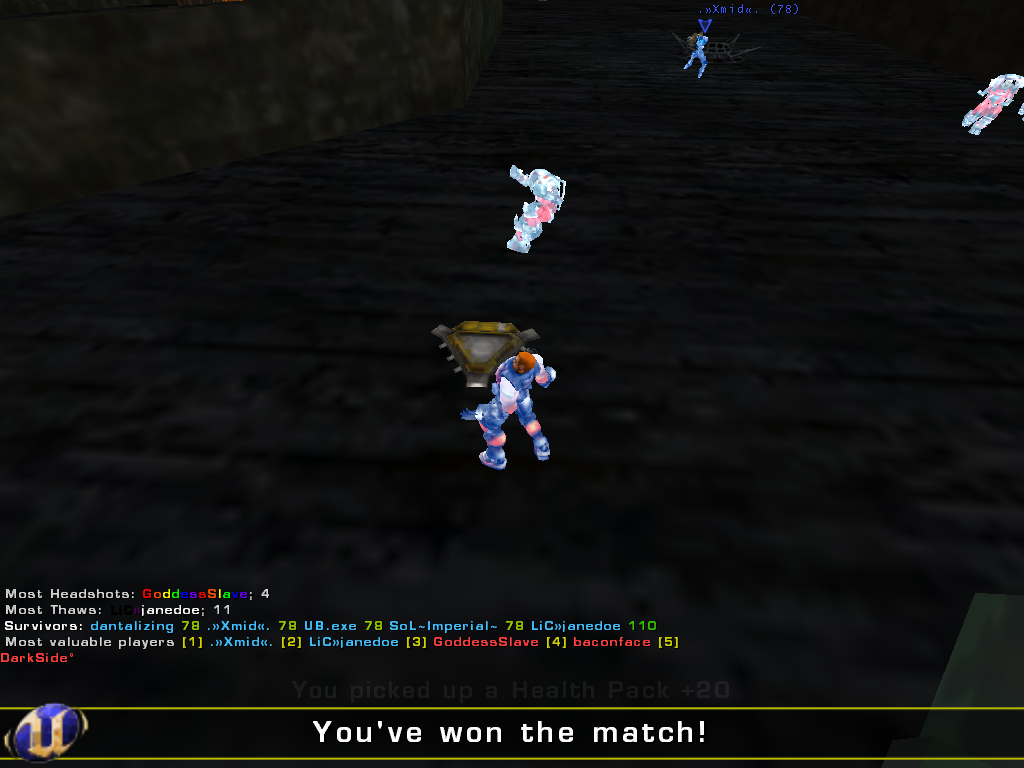 .»Xmid«. (78)
Most Headshots: GoddessSlave; 4
Most Thaws: LiC»janedoe; 11
Survivors: dantalizing 78 .»Xmid«. 78 UB.exe 78 SoL~Imperial~ 78 LiC»janedoe 110
Most valuable players [1] .»Xmid«. [2] LiC»janedoe [3] GoddessSlave [4] baconface [5]
DarkSide°
You picked up a Health Pack +20
You've won the match!